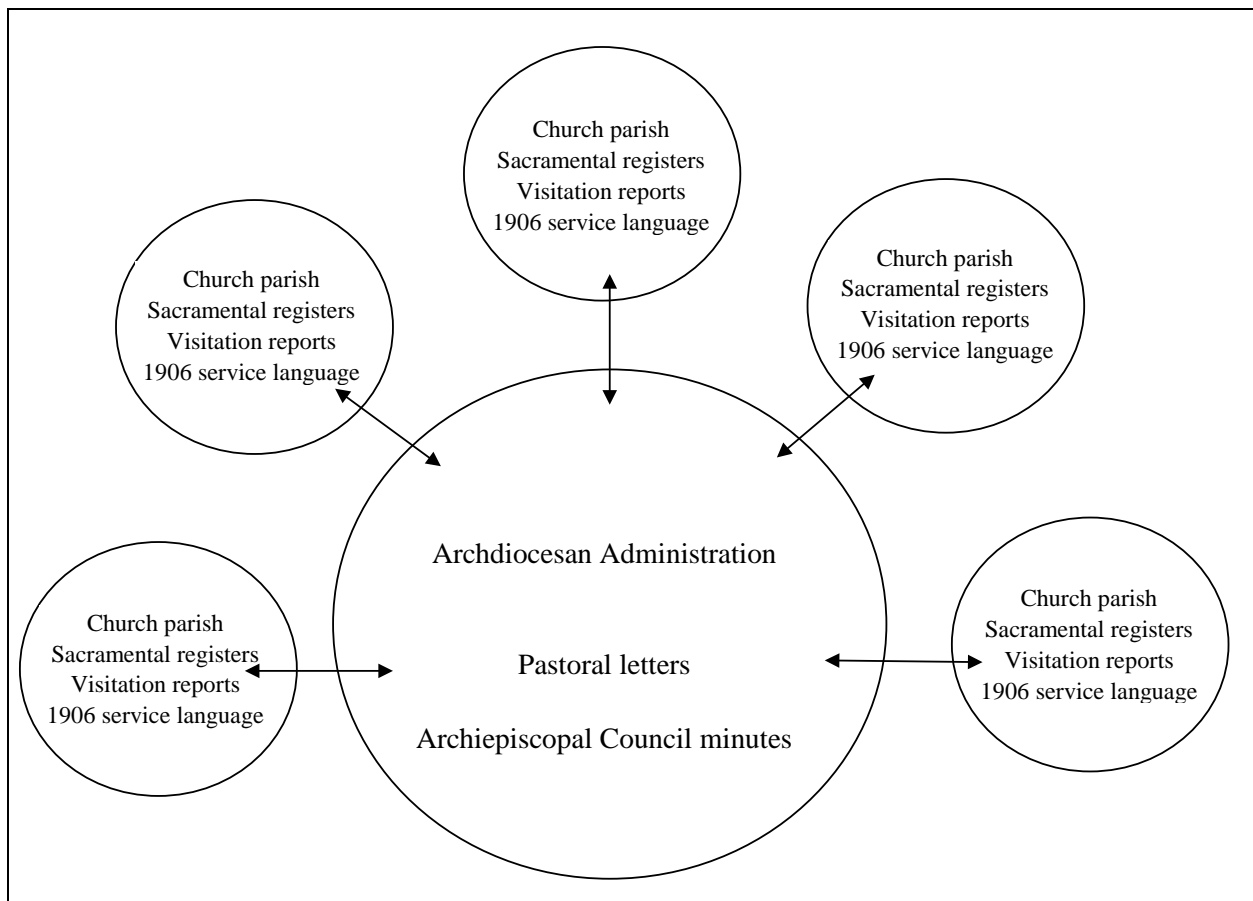 Church parish
Sacramental registers
Visitation reports
1906 service language
Church parish
Sacramental registers
Visitation reports
1906 service language
Church parish
Sacramental registers
Visitation reports
1906 service language
Archdiocesan Administration
Pastoral letters
Archiepiscopal Council minutes
Church parish
Sacramental registers
Visitation reports
1906 service language
Church parish
Sacramental registers
Visitation reports
1906 service language